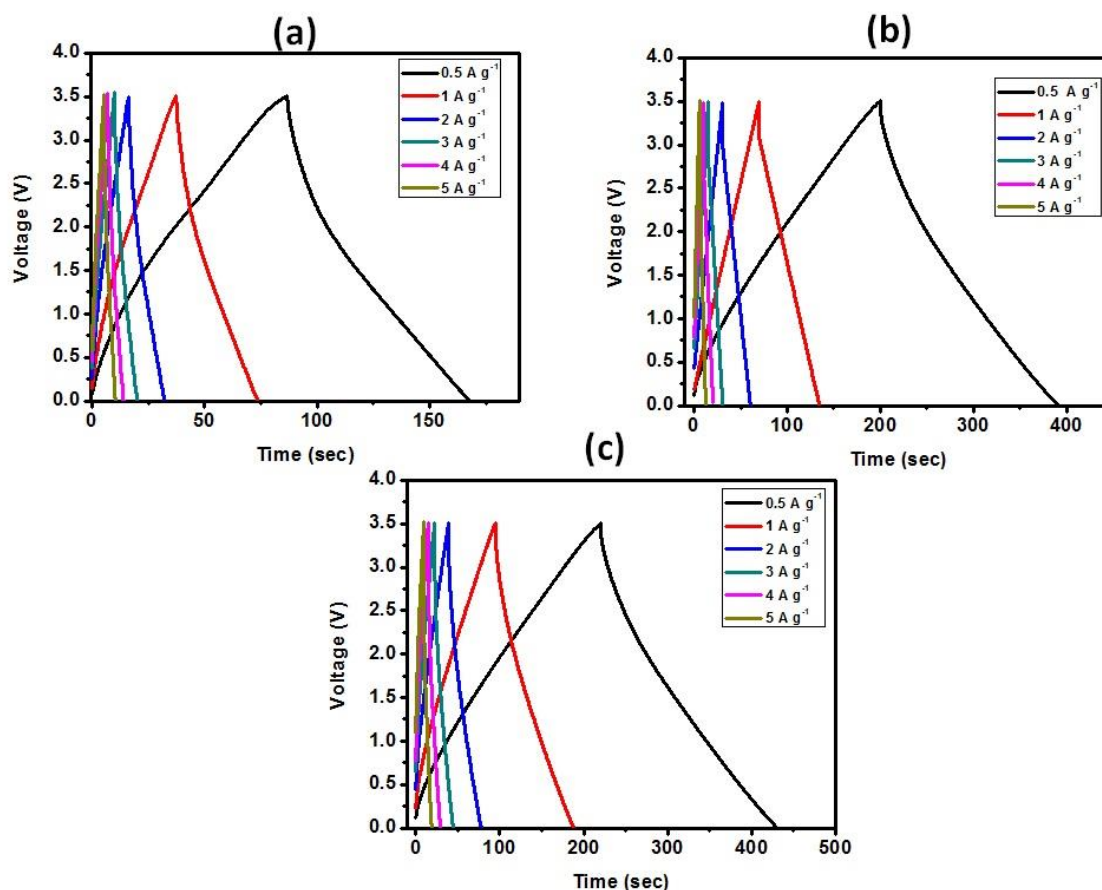 (a)
4.0
3.5
3.0
2.5
2.0
1.5
1.0
0.5
0.0
Voltage (V)
0.5 A g⁻¹
1 A g⁻¹
2 A g⁻¹
3 A g⁻¹
4 A g⁻¹
5 A g⁻¹
0 50 100 150
Time (sec)
(b)
4.0
3.5
3.0
2.5
2.0
1.5
1.0
0.5
0.0
Voltage (V)
0.5 A g⁻¹
1 A g⁻¹
2 A g⁻¹
3 A g⁻¹
4 A g⁻¹
5 A g⁻¹
0 100 200 300 400
Time (sec)
(c)
4.0
3.5
3.0
2.5
2.0
1.5
1.0
0.5
0.0
Voltage (V)
0.5 A g⁻¹
1 A g⁻¹
2 A g⁻¹
3 A g⁻¹
4 A g⁻¹
5 A g⁻¹
0 100 200 300 400 500
Time (sec)